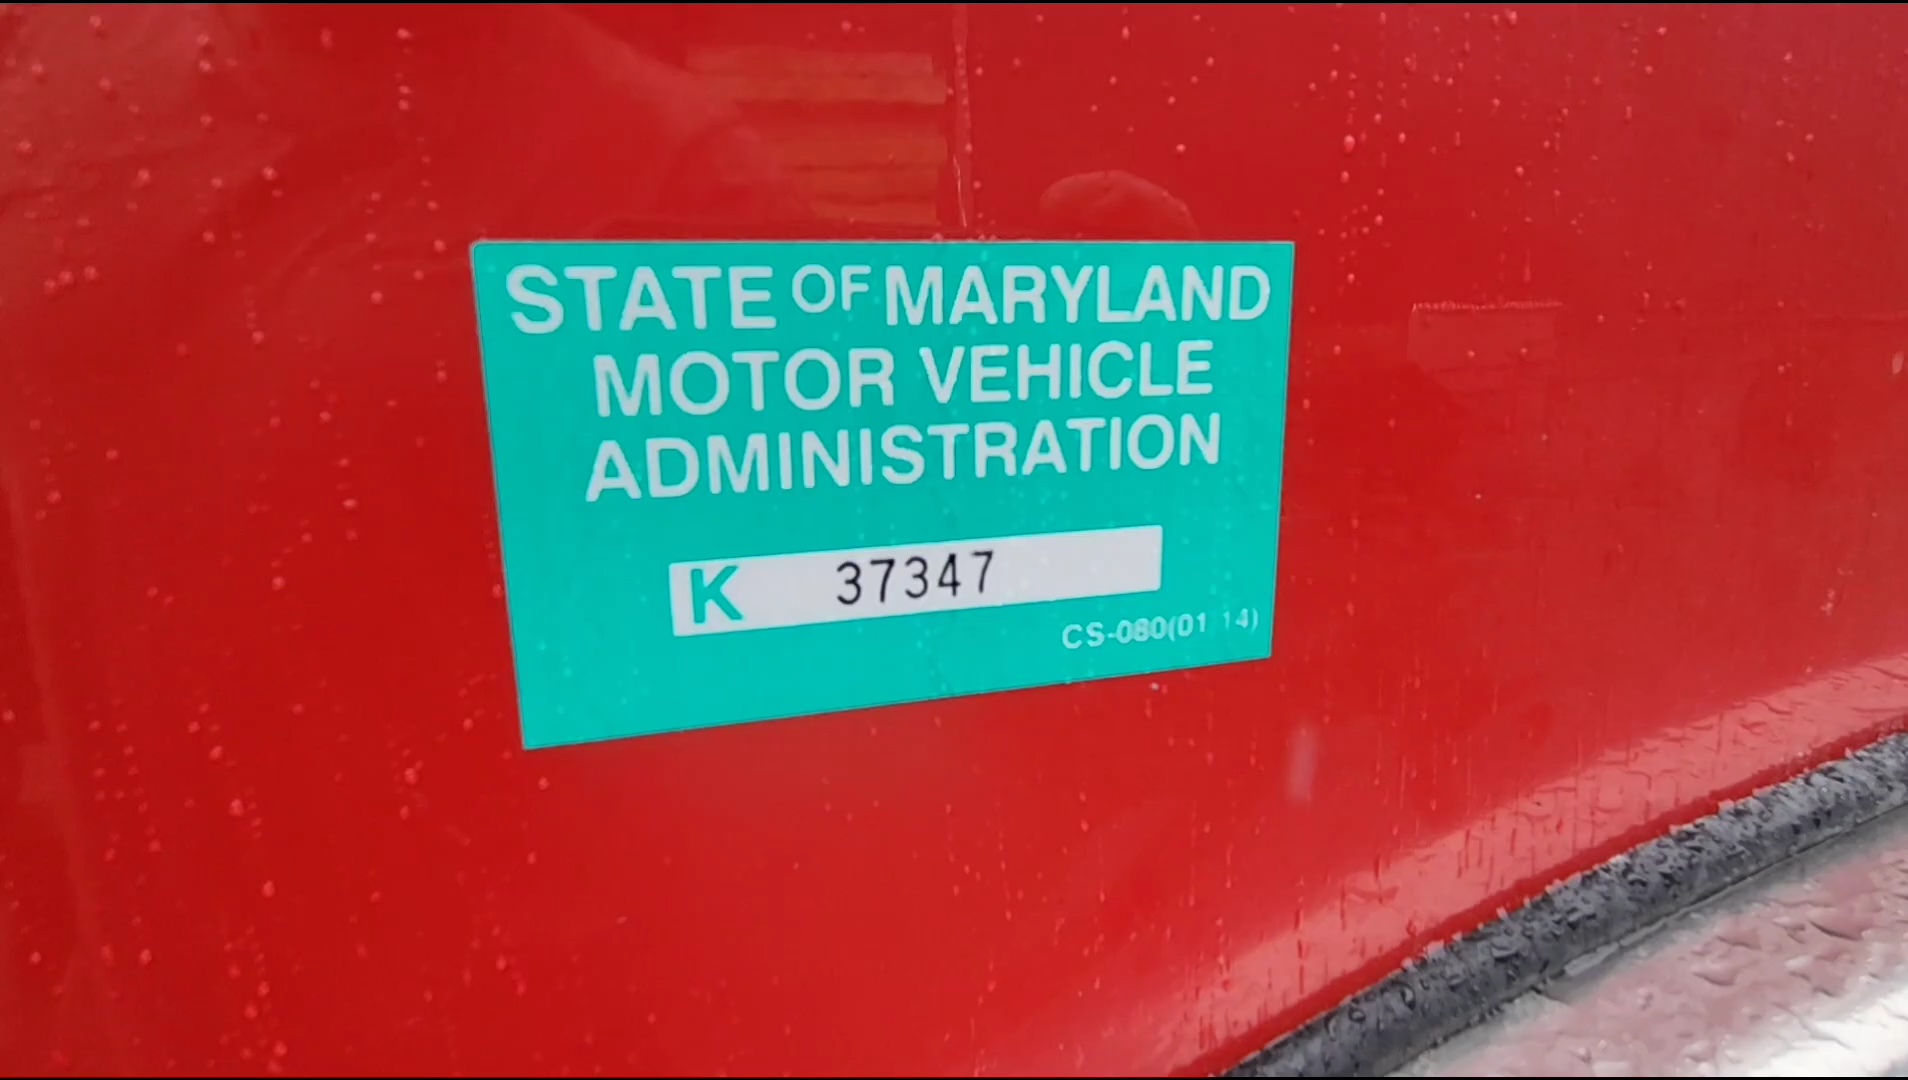 STATE OF MARYLAND
MOTOR VEHICLE
ADMINISTRATION
K 37347
CS-080(01 14)